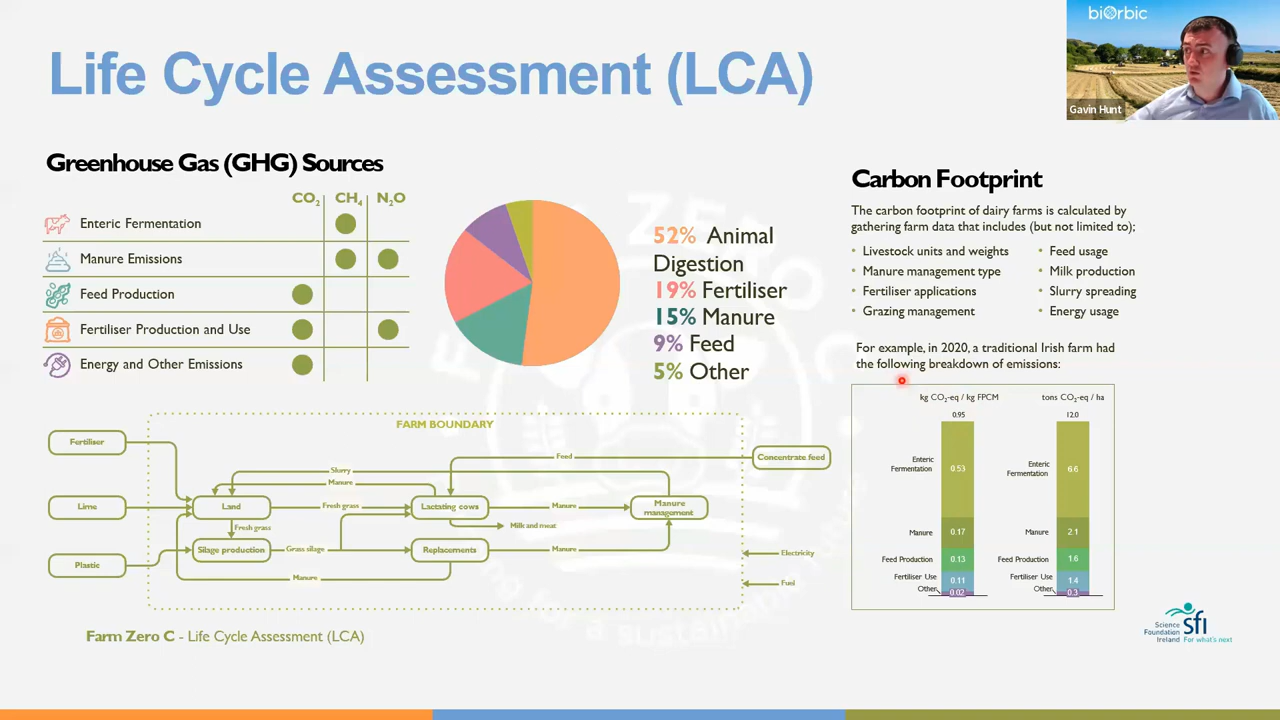 biOrbic
Gavin Hunt
Life Cycle Assessment (LCA)
Greenhouse Gas (GHG) Sources
CO₂ CH₄ N₂O
Enteric Fermentation
Manure Emissions
Feed Production
Fertiliser Production and Use
Energy and Other Emissions
52% Animal
Digestion
19% Fertiliser
15% Manure
9% Feed
5% Other
Carbon Footprint
The carbon footprint of dairy farms is calculated by
gathering farm data that includes (but not limited to);
• Livestock units and weights
• Manure management type
• Fertiliser applications
• Grazing management
• Feed usage
• Milk production
• Slurry spreading
• Energy usage
For example, in 2020, a traditional Irish farm had
the following breakdown of emissions:
kg CO₂-eq / kg FPCM
0.95
Enteric
Fermentation
0.53
Manure
0.17
Feed Production
0.13
Fertiliser Use
0.11
Other
0.02
tons CO₂-eq / ha
12.0
Enteric
Fermentation
6.6
Manure
2.1
Feed Production
1.6
Fertiliser Use
1.4
Other
0.3
FARM BOUNDARY
Fertiliser
Lime
Plastic
Concentrate feed
Feed
Slurry
Manure
Land
Fresh grass
Lactating cows
Manure
Manure
management
Fresh grass
Milk and meat
Silage production
Grass silage
Replacements
Manure
Manure
Electricity
Fuel
Farm Zero C - Life Cycle Assessment (LCA)
Science
Foundation
Ireland
sfi
For what's next